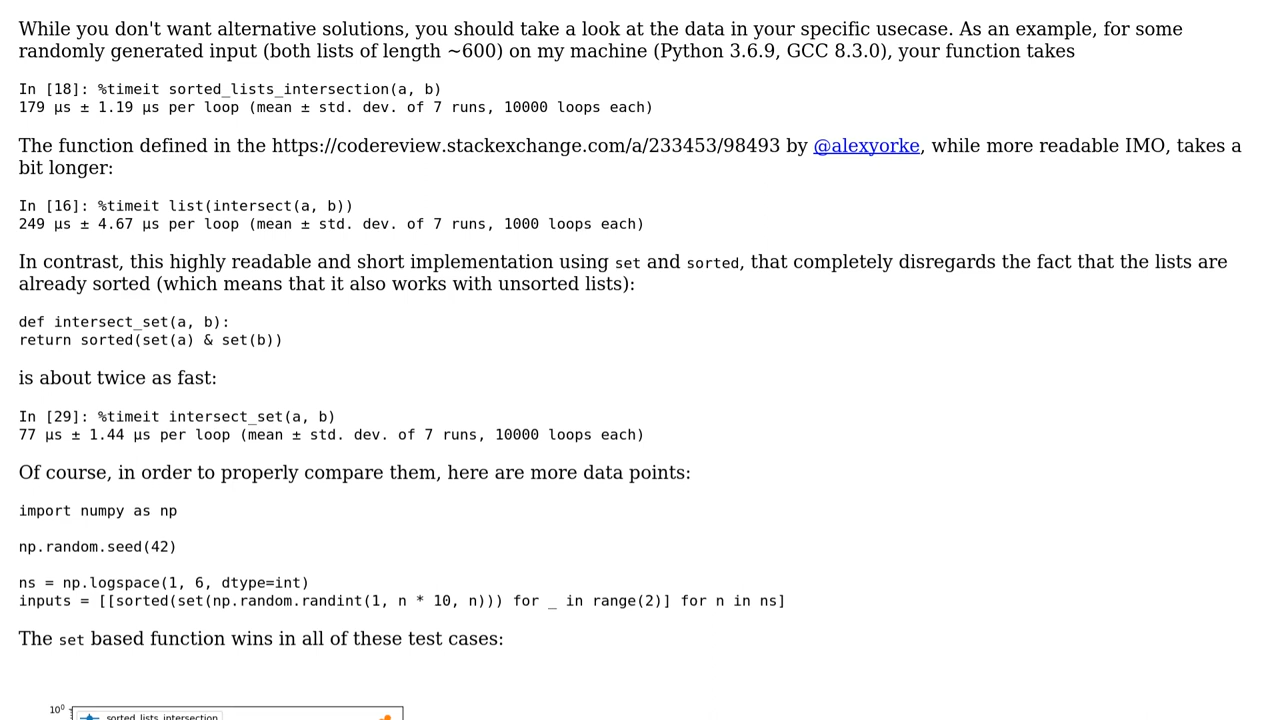 While you don't want alternative solutions, you should take a look at the data in your specific usecase. As an example, for some
randomly generated input (both lists of length ~600) on my machine (Python 3.6.9, GCC 8.3.0), your function takes
In [18]: %timeit sorted_lists_intersection(a, b)
179 µs ± 1.19 µs per loop (mean ± std. dev. of 7 runs, 10000 loops each)
The function defined in the https://codereview.stackexchange.com/a/233453/98493 by @alexyorke, while more readable IMO, takes a
bit longer:
In [16]: %timeit list(intersect(a, b))
249 µs ± 4.67 µs per loop (mean ± std. dev. of 7 runs, 1000 loops each)
In contrast, this highly readable and short implementation using set and sorted, that completely disregards the fact that the lists are
already sorted (which means that it also works with unsorted lists):
def intersect_set(a, b):
return sorted(set(a) & set(b))
is about twice as fast:
In [29]: %timeit intersect_set(a, b)
77 µs ± 1.44 µs per loop (mean ± std. dev. of 7 runs, 10000 loops each)
Of course, in order to properly compare them, here are more data points:
import numpy as np
np.random.seed(42)
ns = np.logspace(1, 6, dtype=int)
inputs = [[sorted(set(np.random.randint(1, n * 10, n))) for _ in range(2)] for n in ns]
The set based function wins in all of these test cases:
10⁰
sorted_lists_intersection